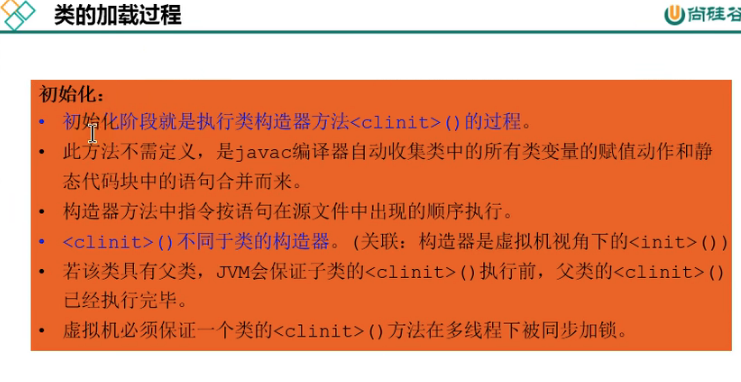 类的加载过程
尚硅谷
初始化：
• 初始化阶段就是执行类构造器方法<clinit>()的过程。
• 此方法不需定义，是javac编译器自动收集类中的所有类变量的赋值动作和静
态代码块中的语句合并而来。
• 构造器方法中指令按语句在源文件中出现的顺序执行。
• <clinit>()不同于类的构造器。(关联：构造器是虚拟机视角下的<init>())
• 若该类具有父类，JVM会保证子类的<clinit>()执行前，父类的<clinit>()
已经执行完毕。
• 虚拟机必须保证一个类的<clinit>()方法在多线程下被同步加锁。